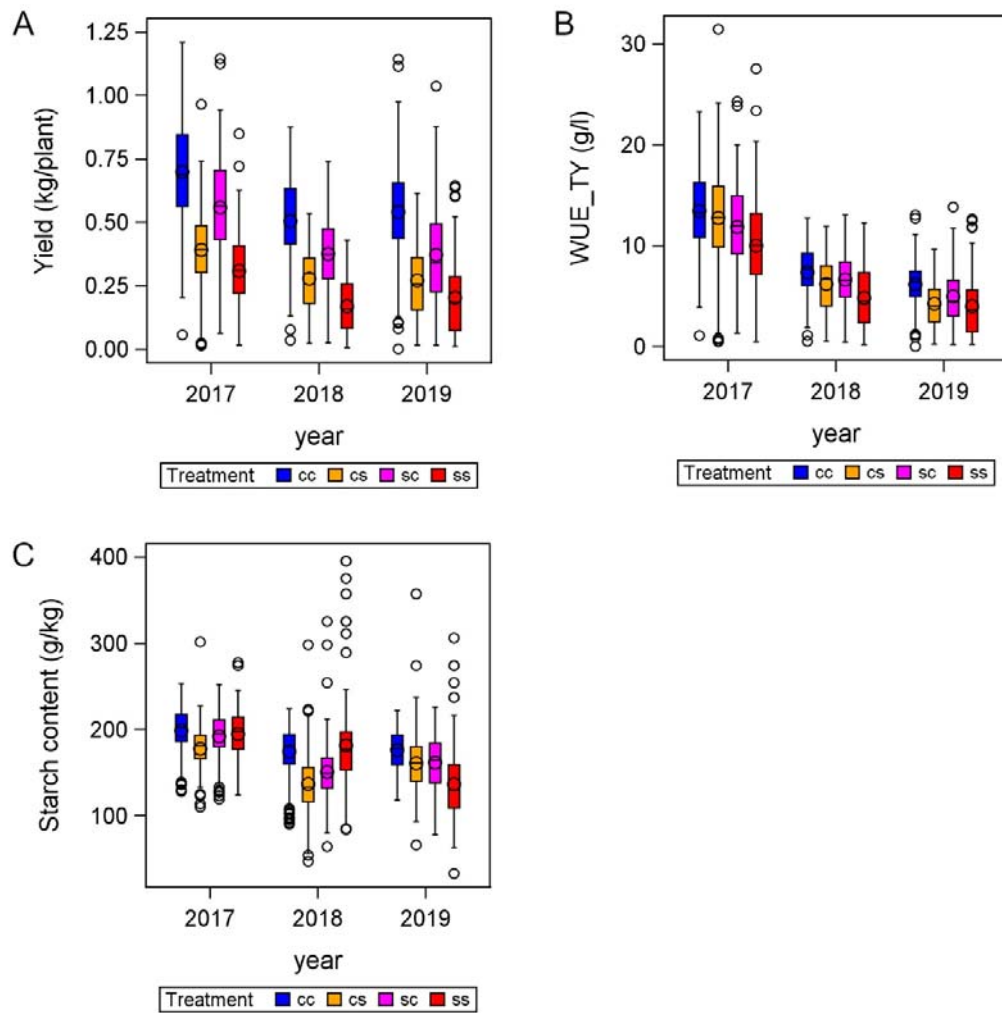 A
Yield (kg/plant)
1.25
1.00
0.75
0.50
0.25
0.00
2017 2018 2019
year
Treatment cc cs sc ss
B
WUE_TY (g/l)
30
20
10
0
2017 2018 2019
year
Treatment cc cs sc ss
C
Starch content (g/kg)
400
300
200
100
2017 2018 2019
year
Treatment cc cs sc ss